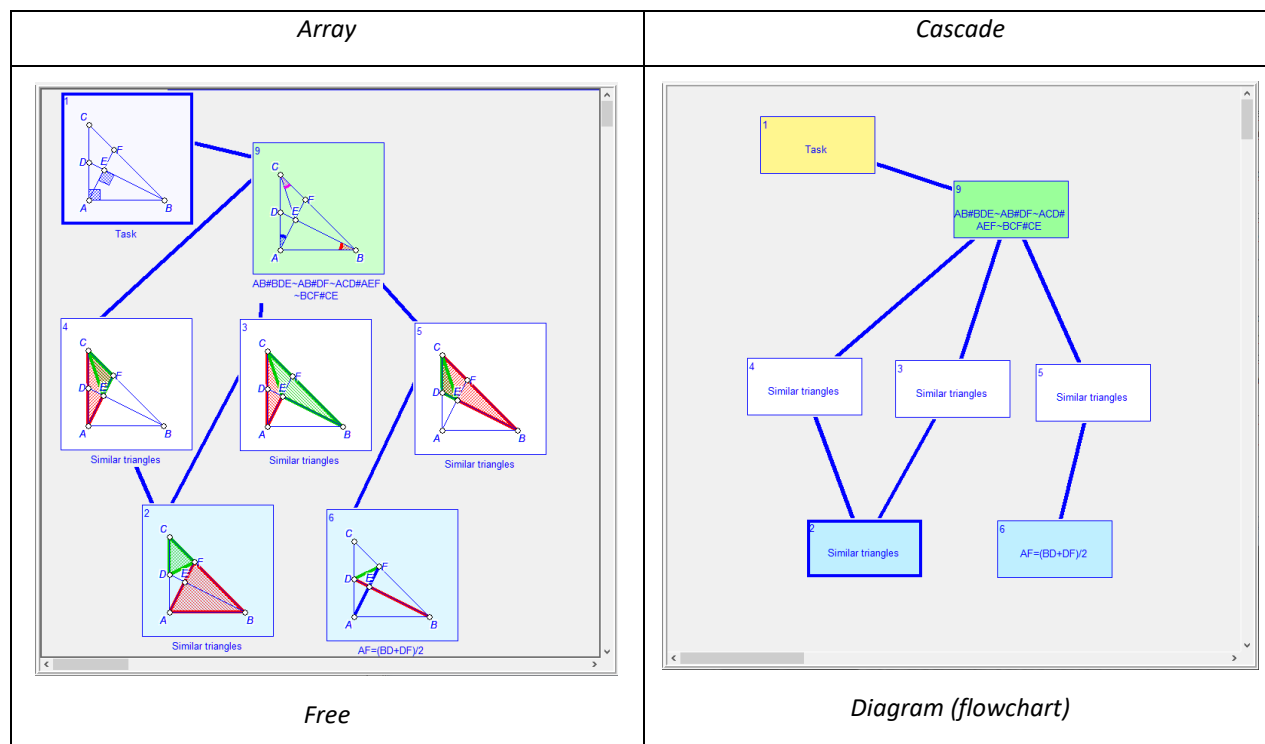 Array
Cascade
1
C
F
D
E
A
B
Task
9
C
F
D
E
A
B
AB#BDE~AB#DF~ACD#AEF
~BCF#CE
4
C
F
D
E
A
B
Similar triangles
3
C
F
D
E
A
B
Similar triangles
5
C
F
D
E
A
B
Similar triangles
2
C
F
D
E
A
B
Similar triangles
6
C
F
D
E
A
B
AF=(BD+DF)/2
Free
1
Task
9
AB#BDE~AB#DF~ACD#
AEF~BCF#CE
4
Similar triangles
3
Similar triangles
5
Similar triangles
2
Similar triangles
6
AF=(BD+DF)/2
Diagram (flowchart)